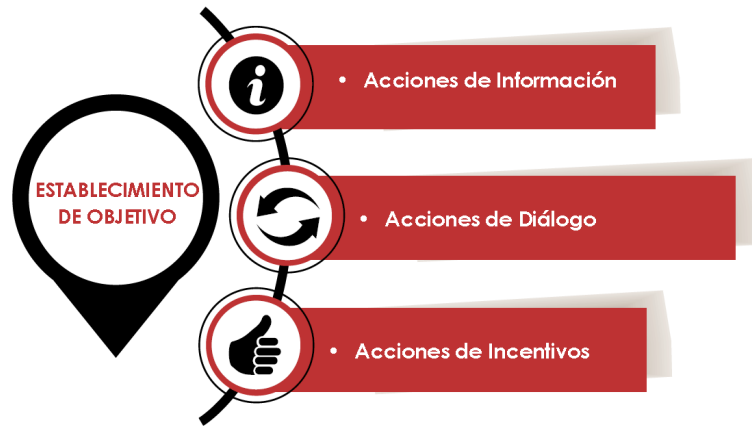 ESTABLECIMIENTO
DE OBJETIVO
• Acciones de Información
• Acciones de Diálogo
• Acciones de Incentivos